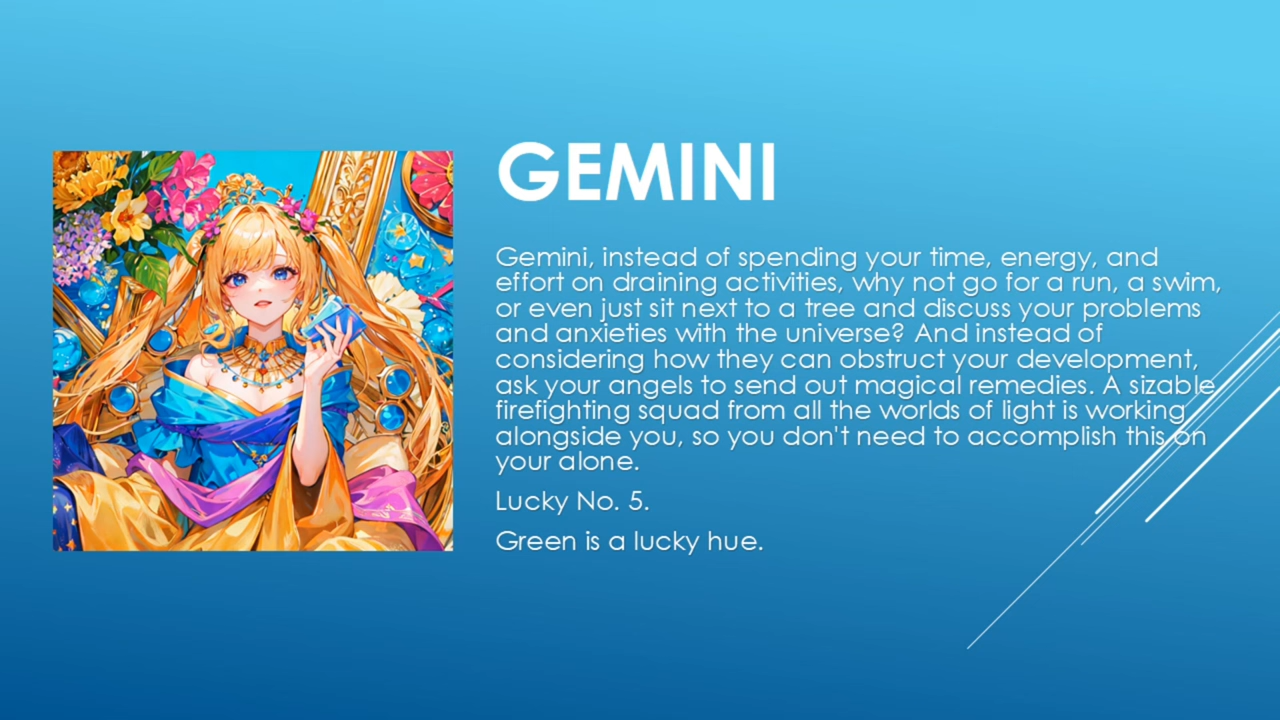 GEMINI
Gemini, instead of spending your time, energy, and
effort on draining activities, why not go for a run, a swim,
or even just sit next to a tree and discuss your problems
and anxieties with the universe? And instead of
considering how they can obstruct your development,
ask your angels to send out magical remedies. A sizable
firefighting squad from all the worlds of light is working
alongside you, so you don't need to accomplish this on
your alone.
Lucky No. 5.
Green is a lucky hue.